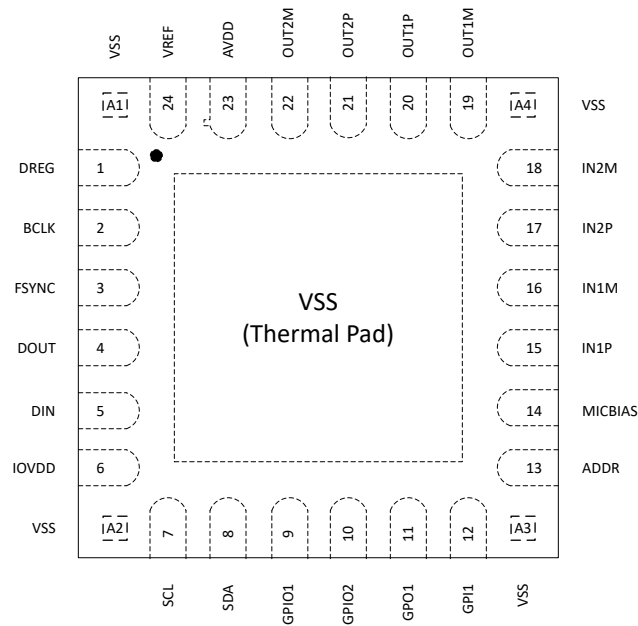 VSS
VREF
AVDD
OUT2M
OUT2P
OUT1P
OUT1M
A1
24
23
22
21
20
19
A4
VSS
DREG
1
18
IN2M
BCLK
2
17
IN2P
FSYNC
3
16
IN1M
VSS
(Thermal Pad)
DOUT
4
15
IN1P
DIN
5
14
MICBIAS
IOVDD
6
13
ADDR
VSS
A2
7
8
9
10
11
12
A3
SCL
SDA
GPIO1
GPIO2
GPO1
GPI1
VSS